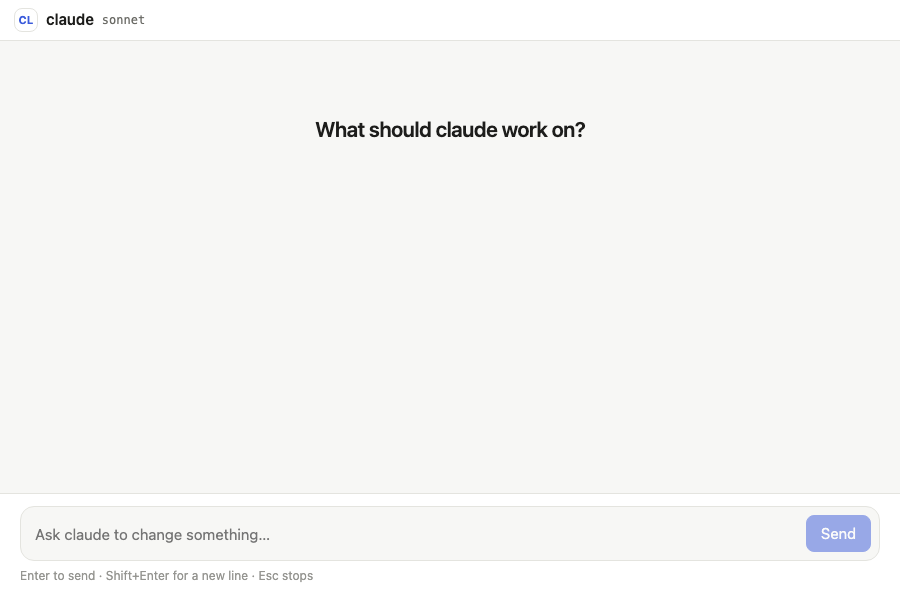 CL claude sonnet
What should claude work on?
Ask claude to change something...
Send
Enter to send · Shift+Enter for a new line · Esc stops